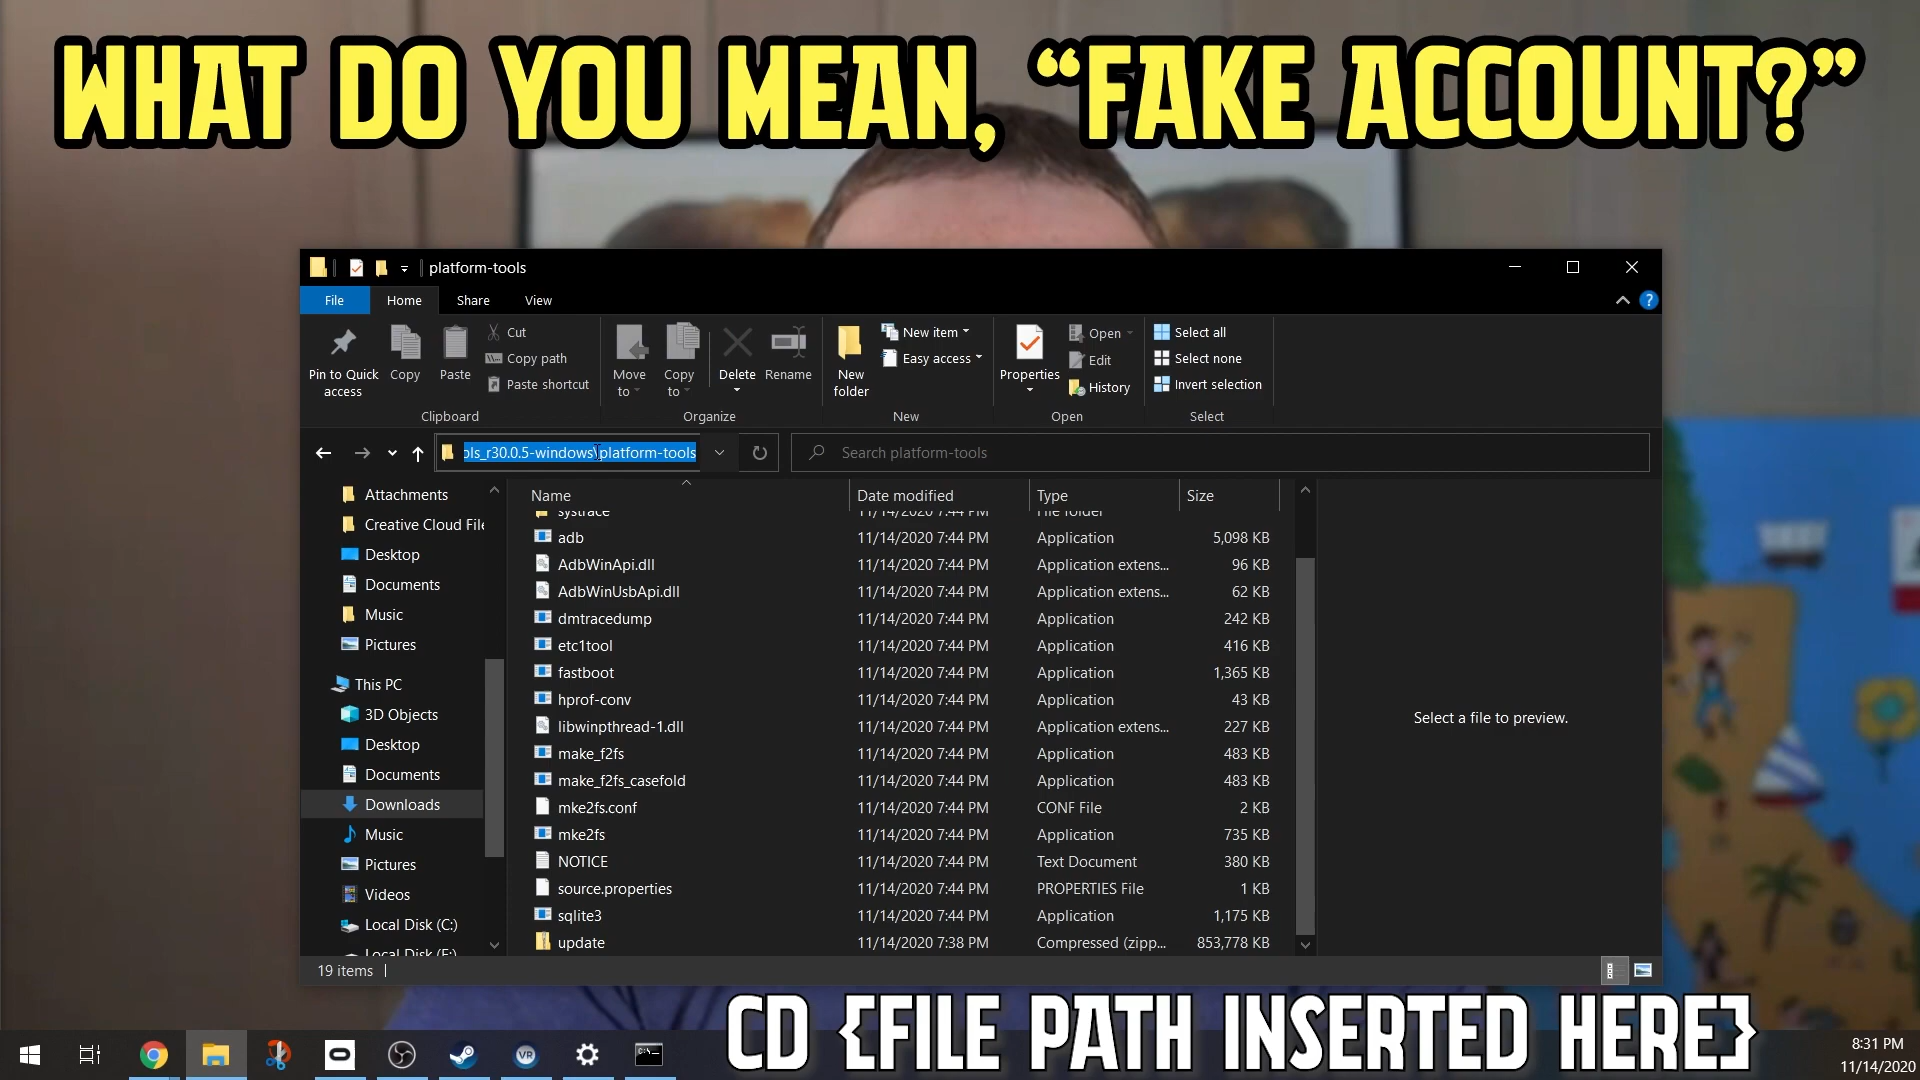 WHAT DO YOU MEAN, “FAKE ACCOUNT?”
platform-tools
File Home Share View
Pin to Quick access
Copy
Paste
Cut
Copy path
Paste shortcut
Clipboard
Move to
Copy to
Delete
Rename
Organize
New folder
New item
Easy access
New
Properties
Open
Edit
History
Open
Select all
Select none
Invert selection
Select
ols_r30.0.5-windows\platform-tools
Search platform-tools
Attachments
Creative Cloud File
Desktop
Documents
Music
Pictures
This PC
3D Objects
Desktop
Documents
Downloads
Music
Pictures
Videos
Local Disk (C:)
Local Disk (F:)
Name Date modified Type Size
systrace 11/14/2020 7:44 PM File folder
adb 11/14/2020 7:44 PM Application 5,098 KB
AdbWinApi.dll 11/14/2020 7:44 PM Application extens... 96 KB
AdbWinUsbApi.dll 11/14/2020 7:44 PM Application extens... 62 KB
dmtracedump 11/14/2020 7:44 PM Application 242 KB
etc1tool 11/14/2020 7:44 PM Application 416 KB
fastboot 11/14/2020 7:44 PM Application 1,365 KB
hprof-conv 11/14/2020 7:44 PM Application 43 KB
libwinpthread-1.dll 11/14/2020 7:44 PM Application extens... 227 KB
make_f2fs 11/14/2020 7:44 PM Application 483 KB
make_f2fs_casefold 11/14/2020 7:44 PM Application 483 KB
mke2fs.conf 11/14/2020 7:44 PM CONF File 2 KB
mke2fs 11/14/2020 7:44 PM Application 735 KB
NOTICE 11/14/2020 7:44 PM Text Document 380 KB
source.properties 11/14/2020 7:44 PM PROPERTIES File 1 KB
sqlite3 11/14/2020 7:44 PM Application 1,175 KB
update 11/14/2020 7:38 PM Compressed (zipp... 853,778 KB
Select a file to preview.
19 items
CD {FILE PATH INSERTED HERE}
VR
8:31 PM
11/14/2020